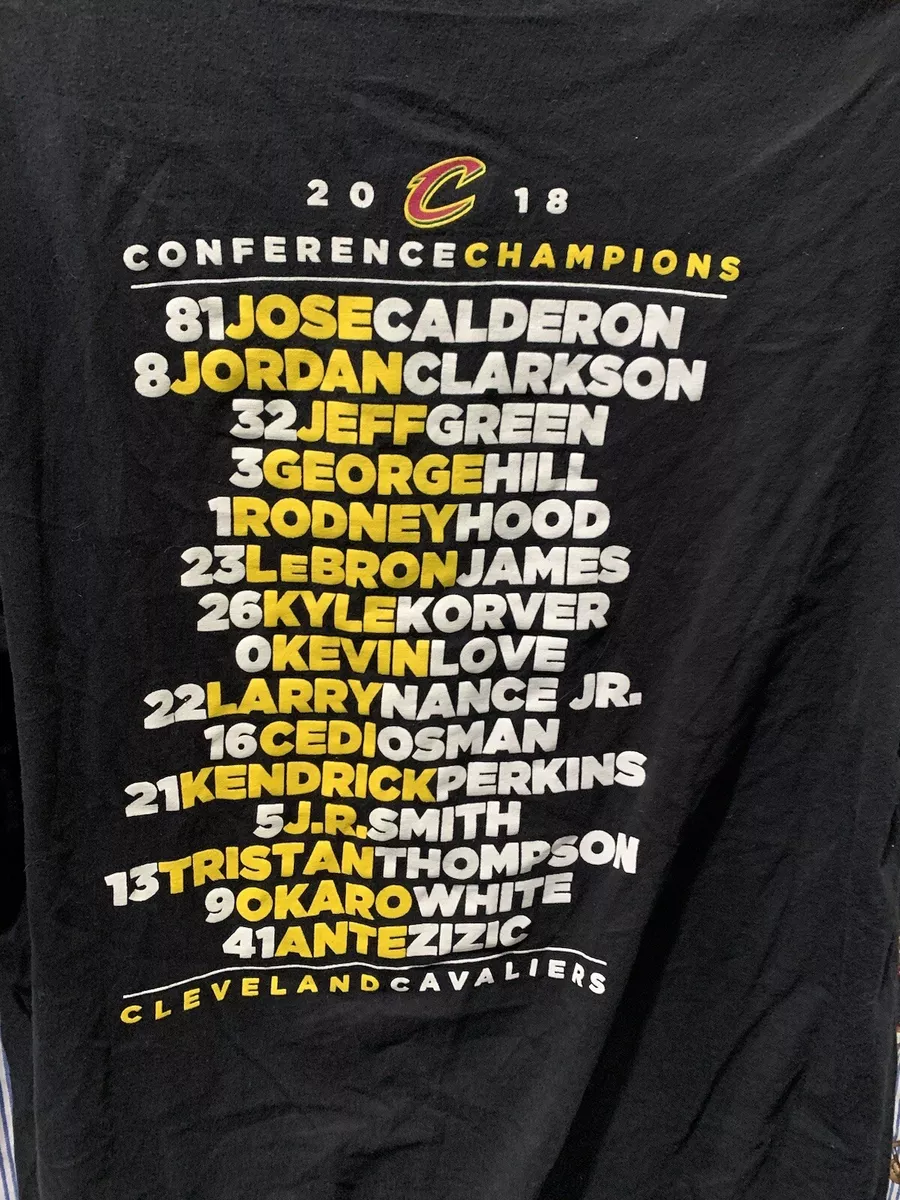 20 C 18
CONFERENCECHAMPIONS
81JOSECALDERON
8JORDANCLARKSON
32JEFFGREEN
3GEORGEHILL
1RODNEYHOOD
23LeBRONJAMES
26KYLEKORVER
0KEVINLOVE
22LARRYNANCE JR.
16CEDIOSMAN
21KENDRICKPERKINS
5J.R.SMITH
13TRISTANTHOMPSON
9OKAROWHITE
41ANTEZIZIC
CLEVELANDCAVALIERS